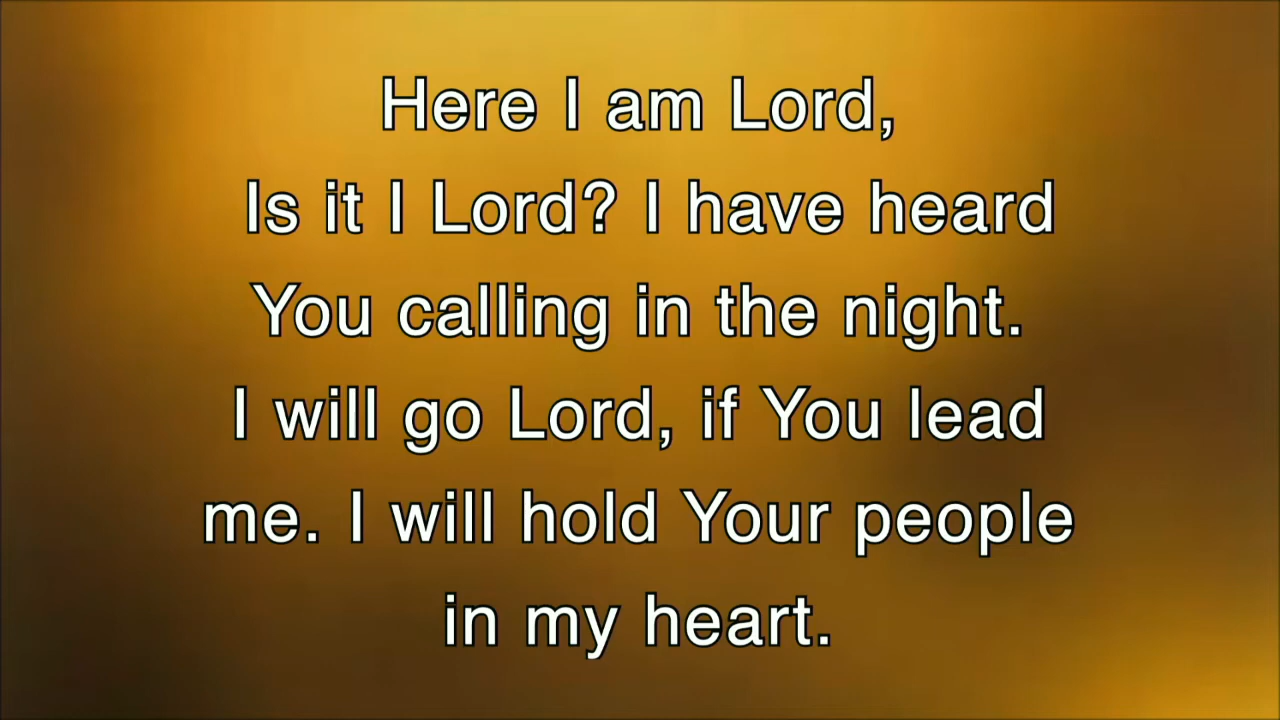 Here I am Lord,
Is it I Lord? I have heard
You calling in the night.
I will go Lord, if You lead
me. I will hold Your people
in my heart.